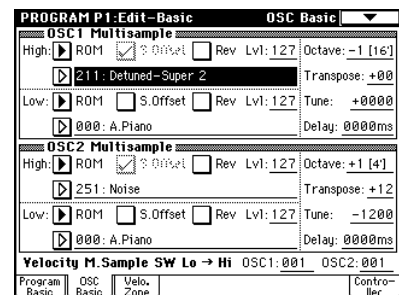 PROGRAM P1:Edit-Basic OSC Basic
OSC1 Multisample
High: ROM S.Offset Rev Lvl:127 Octave:-1 [16']
211: Detuned-Super 2 Transpose:+00
Low: ROM S.Offset Rev Lvl:127 Tune: +0000
000: A.Piano Delay:0000ms
OSC2 Multisample
High: ROM S.Offset Rev Lvl:127 Octave:+1 [4']
251: Noise Transpose:+12
Low: ROM S.Offset Rev Lvl:127 Tune: -1200
000: A.Piano Delay:0000ms
Velocity M.Sample SW Lo → Hi OSC1:001 OSC2:001
Program Basic OSC Basic Velo. Zone Contro-ller